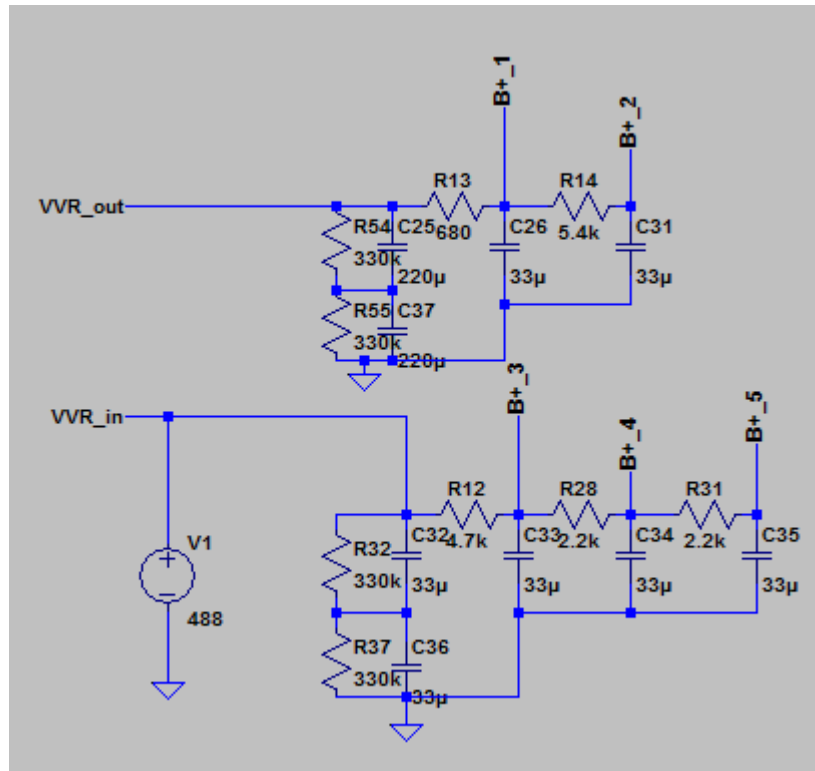 B+_1
B+_2
R13
R14
VVR_out
R54
C25
680
C26
5.4k
C31
330k
220µ
33µ
33µ
R55
C37
330k
220µ
B+_3
B+_4
B+_5
VVR_in
R12
R28
R31
V1
C32
4.7k
C33
2.2k
C34
2.2k
C35
R32
330k
33µ
33µ
33µ
33µ
+
−
488
R37
C36
330k
33µ